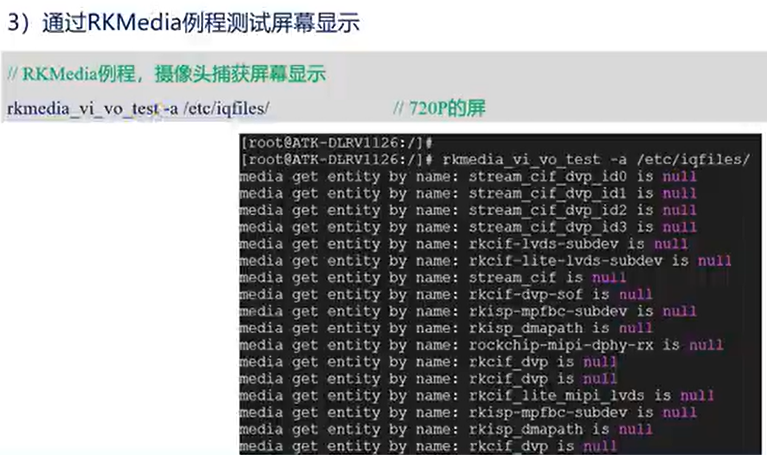 3）通过RKMedia例程测试屏幕显示
// RKMedia例程，摄像头捕获屏幕显示
rkmedia_vi_vo_test -a /etc/iqfiles/ // 720P的屏
[root@ATK-DLRV1126:/]#
[root@ATK-DLRV1126:/]# rkmedia_vi_vo_test -a /etc/iqfiles/
media get entity by name: stream_cif_dvp_id0 is null
media get entity by name: stream_cif_dvp_id1 is null
media get entity by name: stream_cif_dvp_id2 is null
media get entity by name: stream_cif_dvp_id3 is null
media get entity by name: rkcif-lvds-subdev is null
media get entity by name: rkcif-lite-lvds-subdev is null
media get entity by name: stream_cif is null
media get entity by name: rkcif-dvp-sof is null
media get entity by name: rkisp-mpfbc-subdev is null
media get entity by name: rkisp_dmapath is null
media get entity by name: rockchip-mipi-dphy-rx is null
media get entity by name: rkcif_dvp is null
media get entity by name: rkcif_dvp is null
media get entity by name: rkcif_lite_mipi_lvds is null
media get entity by name: rkisp-mpfbc-subdev is null
media get entity by name: rkisp_dmapath is null
media get entity by name: rkcif_dvp is null